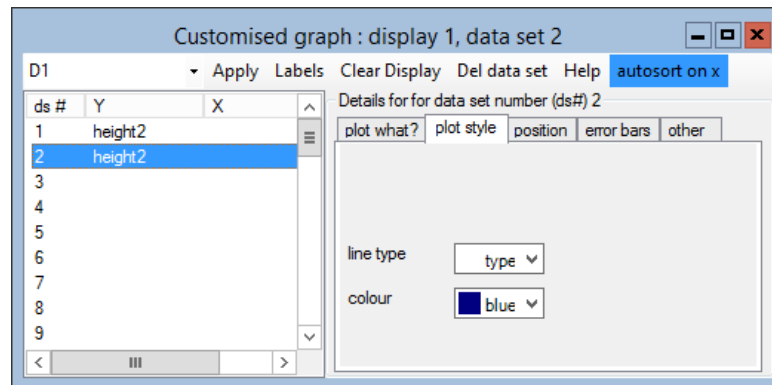 Customised graph : display 1, data set 2
D1 Apply Labels Clear Display Del data set Help autosort on x
ds # Y X
1 height2
2 height2
3
4
5
6
7
8
9
Details for for data set number (ds#) 2
plot what? plot style position error bars other
line type type
colour blue